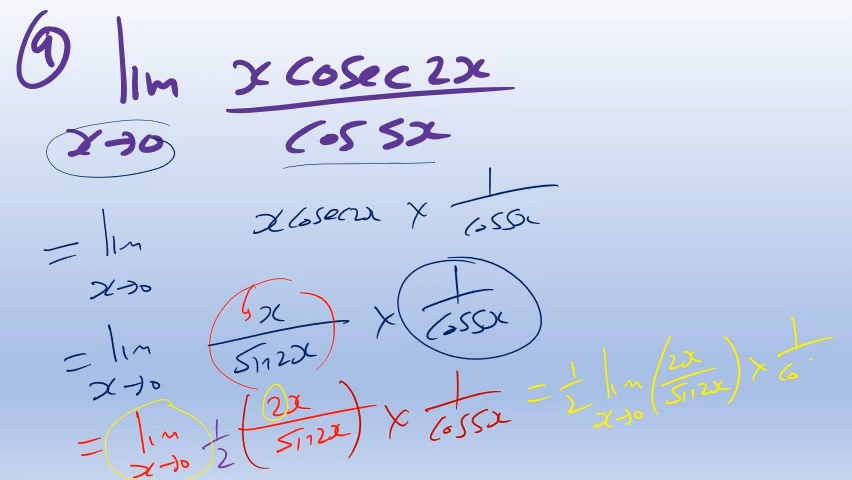 9 lim x→0 x cosec 2x / cos 5x
= lim x→0 x cosec2x × 1/cos5x
= lim x→0 x/sin2x × 1/cos5x
= lim x→0 1/2 (2x/sin2x) × 1/cos5x
= 1/2 lim x→0 (2x/sin2x) × 1/co